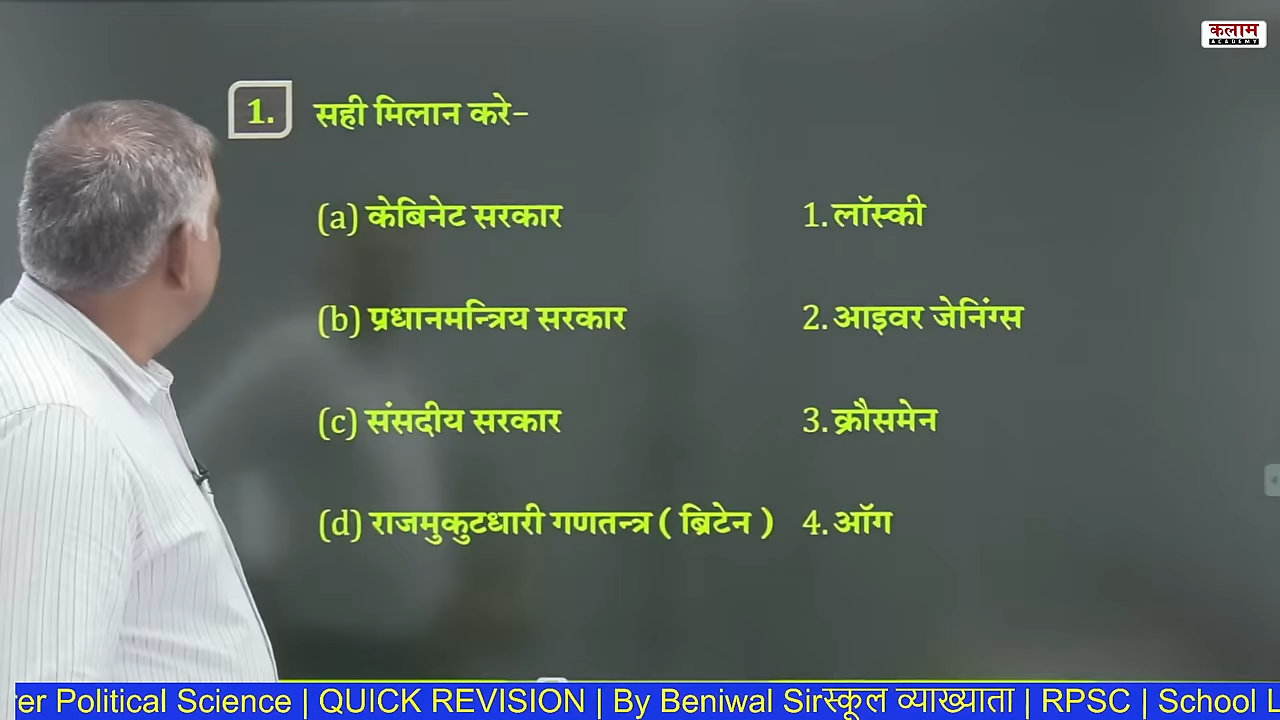 कलाम
ACADEMY
1. सही मिलान करे-
(a) केबिनेट सरकार 1. लॉस्की
(b) प्रधानमन्त्रिय सरकार 2. आइवर जेनिंग्स
(c) संसदीय सरकार 3. क्रौसमेन
(d) राजमुकुटधारी गणतन्त्र ( ब्रिटेन ) 4. ऑग
er Political Science | QUICK REVISION | By Beniwal Sirस्कूल व्याख्याता | RPSC | School L